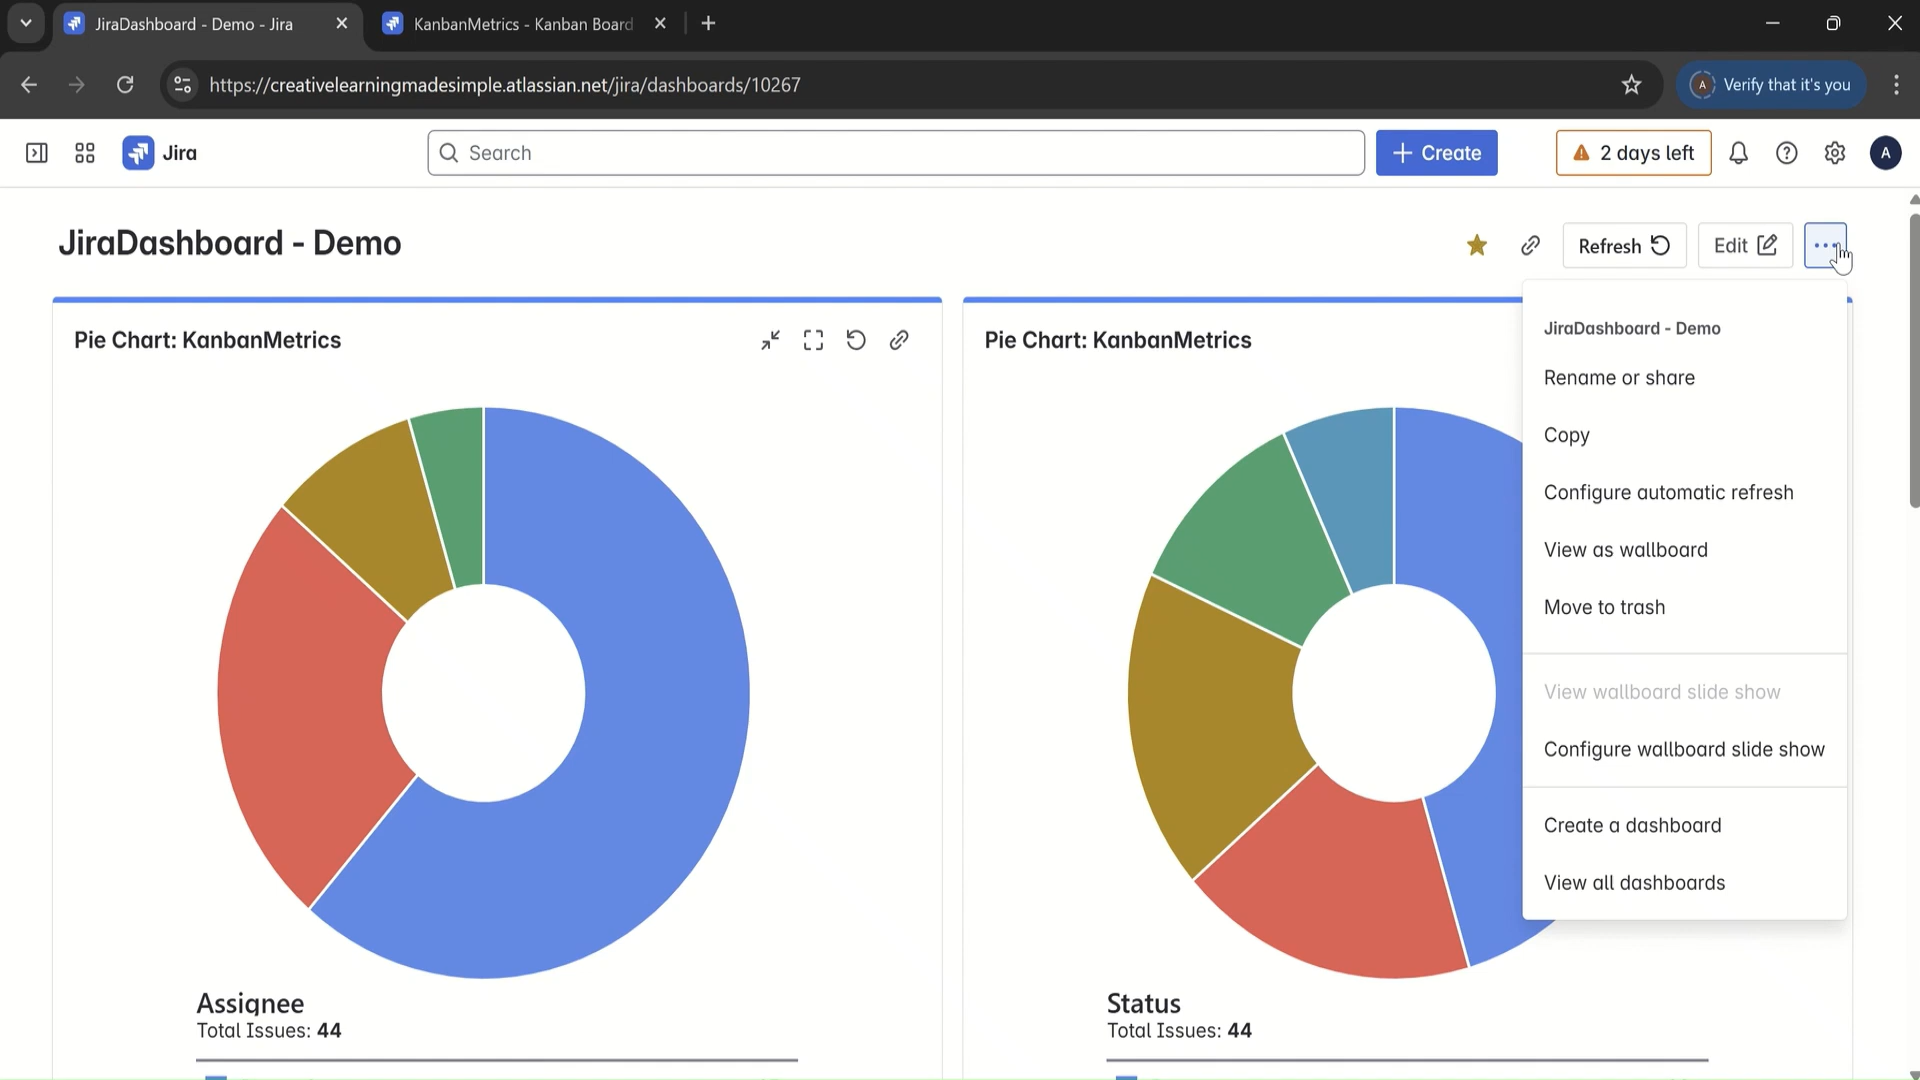 JiraDashboard - Demo - Jira
KanbanMetrics - Kanban Board
https://creativelearningmadesimple.atlassian.net/jira/dashboards/10267
A
Verify that it's you
Jira
Search
+ Create
2 days left
A
JiraDashboard - Demo
Refresh
Edit
Pie Chart: KanbanMetrics
Pie Chart: KanbanMetrics
JiraDashboard - Demo
Rename or share
Copy
Configure automatic refresh
View as wallboard
Move to trash
View wallboard slide show
Configure wallboard slide show
Create a dashboard
View all dashboards
Assignee
Total Issues: 44
Status
Total Issues: 44